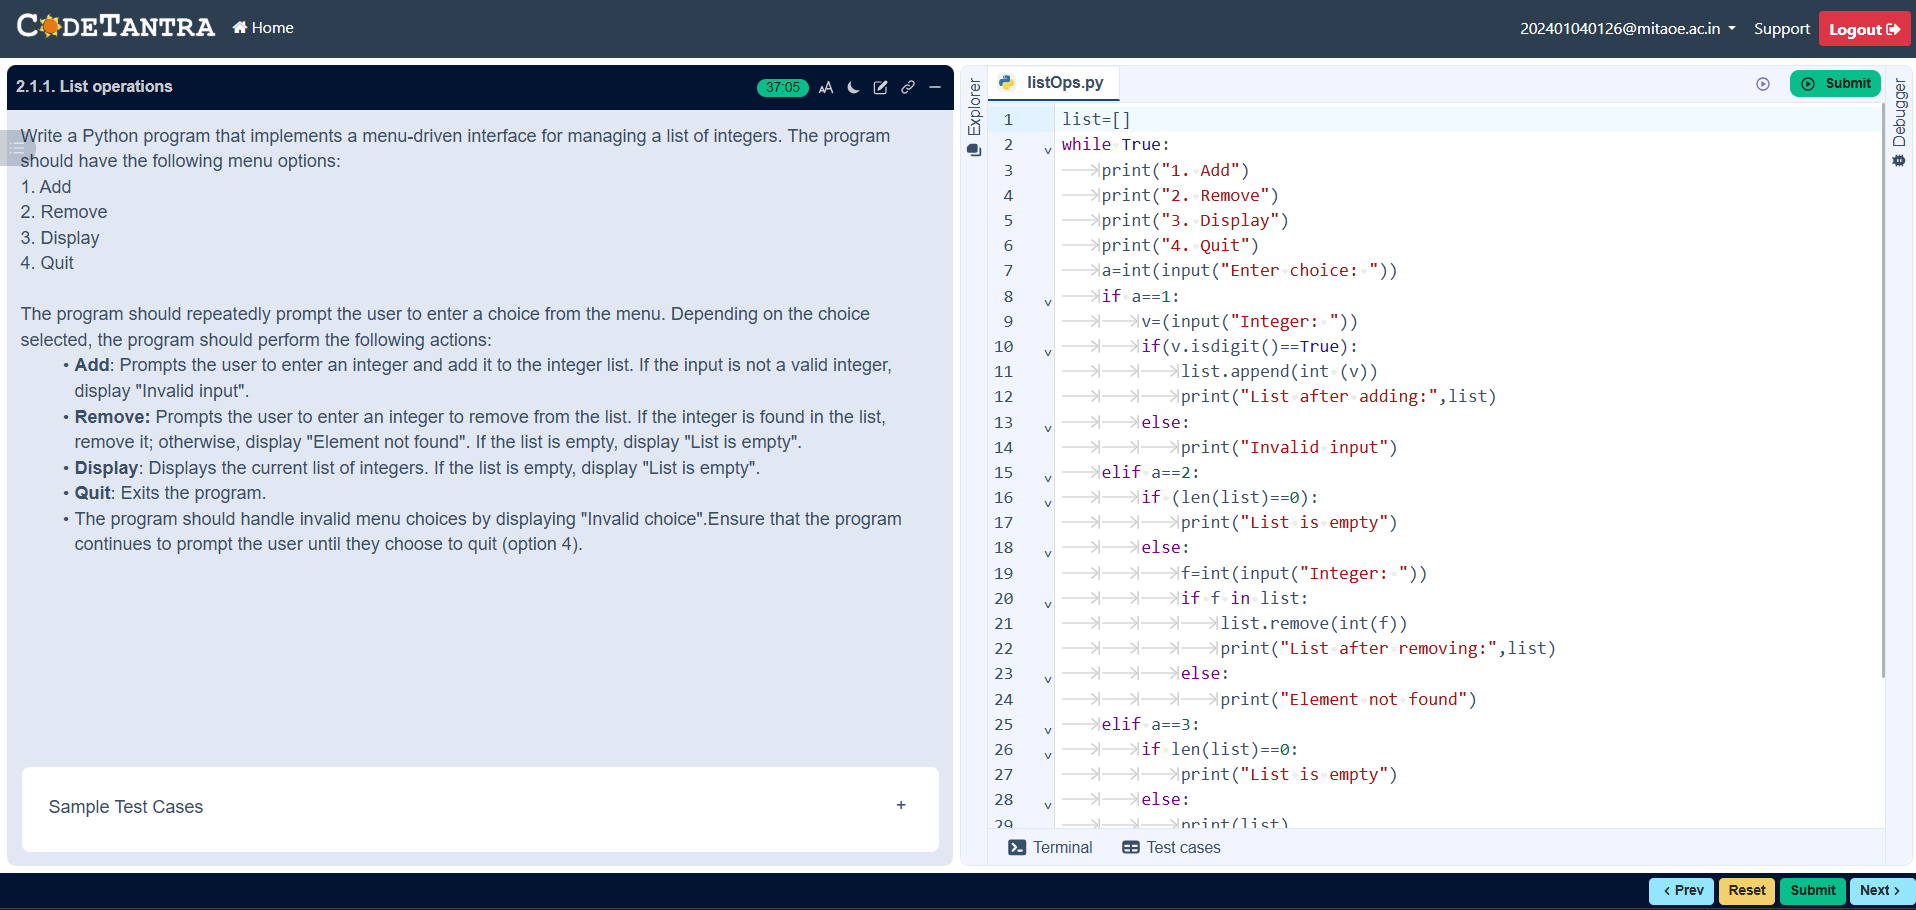 CODETANTRA Home 202401040126@mitaoe.ac.in Support Logout
2.1.1. List operations 37:05 AA
Write a Python program that implements a menu-driven interface for managing a list of integers. The program
should have the following menu options:
1. Add
2. Remove
3. Display
4. Quit
The program should repeatedly prompt the user to enter a choice from the menu. Depending on the choice
selected, the program should perform the following actions:
• Add: Prompts the user to enter an integer and add it to the integer list. If the input is not a valid integer,
display "Invalid input".
• Remove: Prompts the user to enter an integer to remove from the list. If the integer is found in the list,
remove it; otherwise, display "Element not found". If the list is empty, display "List is empty".
• Display: Displays the current list of integers. If the list is empty, display "List is empty".
• Quit: Exits the program.
• The program should handle invalid menu choices by displaying "Invalid choice".Ensure that the program
continues to prompt the user until they choose to quit (option 4).
Sample Test Cases +
Explorer
listOps.py Submit
Debugger
1 list=[]
2 while True:
3 print("1. Add")
4 print("2. Remove")
5 print("3. Display")
6 print("4. Quit")
7 a=int(input("Enter choice: "))
8 if a==1:
9 v=(input("Integer: "))
10 if(v.isdigit()==True):
11 list.append(int (v))
12 print("List after adding:",list)
13 else:
14 print("Invalid input")
15 elif a==2:
16 if (len(list)==0):
17 print("List is empty")
18 else:
19 f=int(input("Integer: "))
20 if f in list:
21 list.remove(int(f))
22 print("List after removing:",list)
23 else:
24 print("Element not found")
25 elif a==3:
26 if len(list)==0:
27 print("List is empty")
28 else:
29 print(list)
Terminal Test cases
< Prev Reset Submit Next >